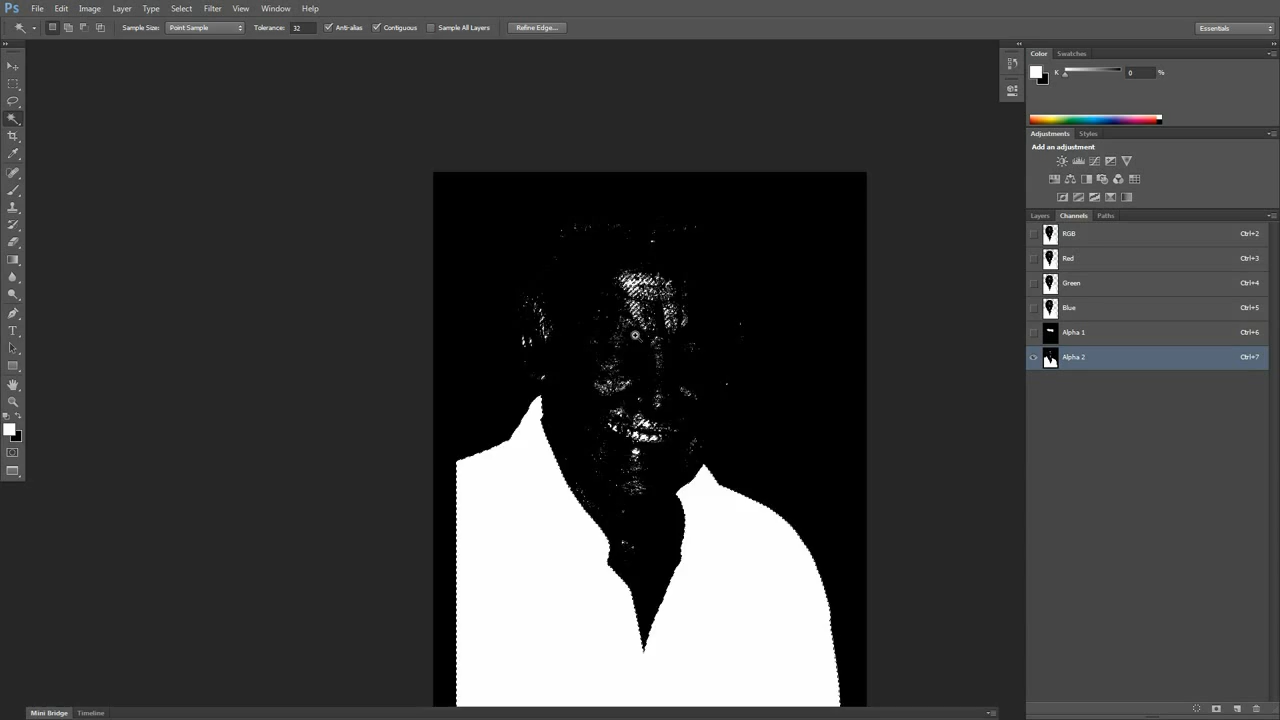 Ps File Edit Image Layer Type Select Filter View Window Help
Sample Size: Point Sample Tolerance: 32 Anti-alias Contiguous Sample All Layers Refine Edge... Essentials
Color Swatches
K 0 %
Adjustments Styles
Add an adjustment
Layers Channels Paths
RGB Ctrl+2
Red Ctrl+3
Green Ctrl+4
Blue Ctrl+5
Alpha 1 Ctrl+6
Alpha 2 Ctrl+7
T
Mini Bridge Timeline